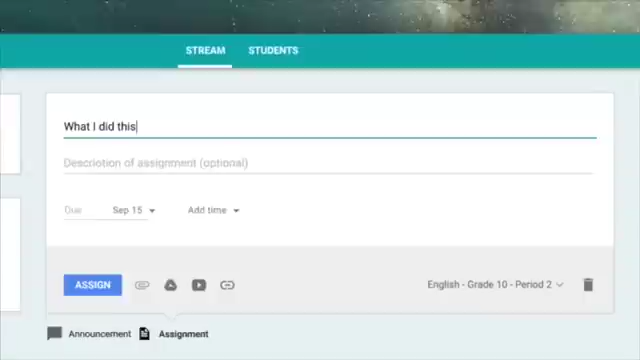 STREAM STUDENTS
What I did this
Description of assignment (optional)
Due Sep 15 Add time
ASSIGN English - Grade 10 - Period 2
Announcement Assignment